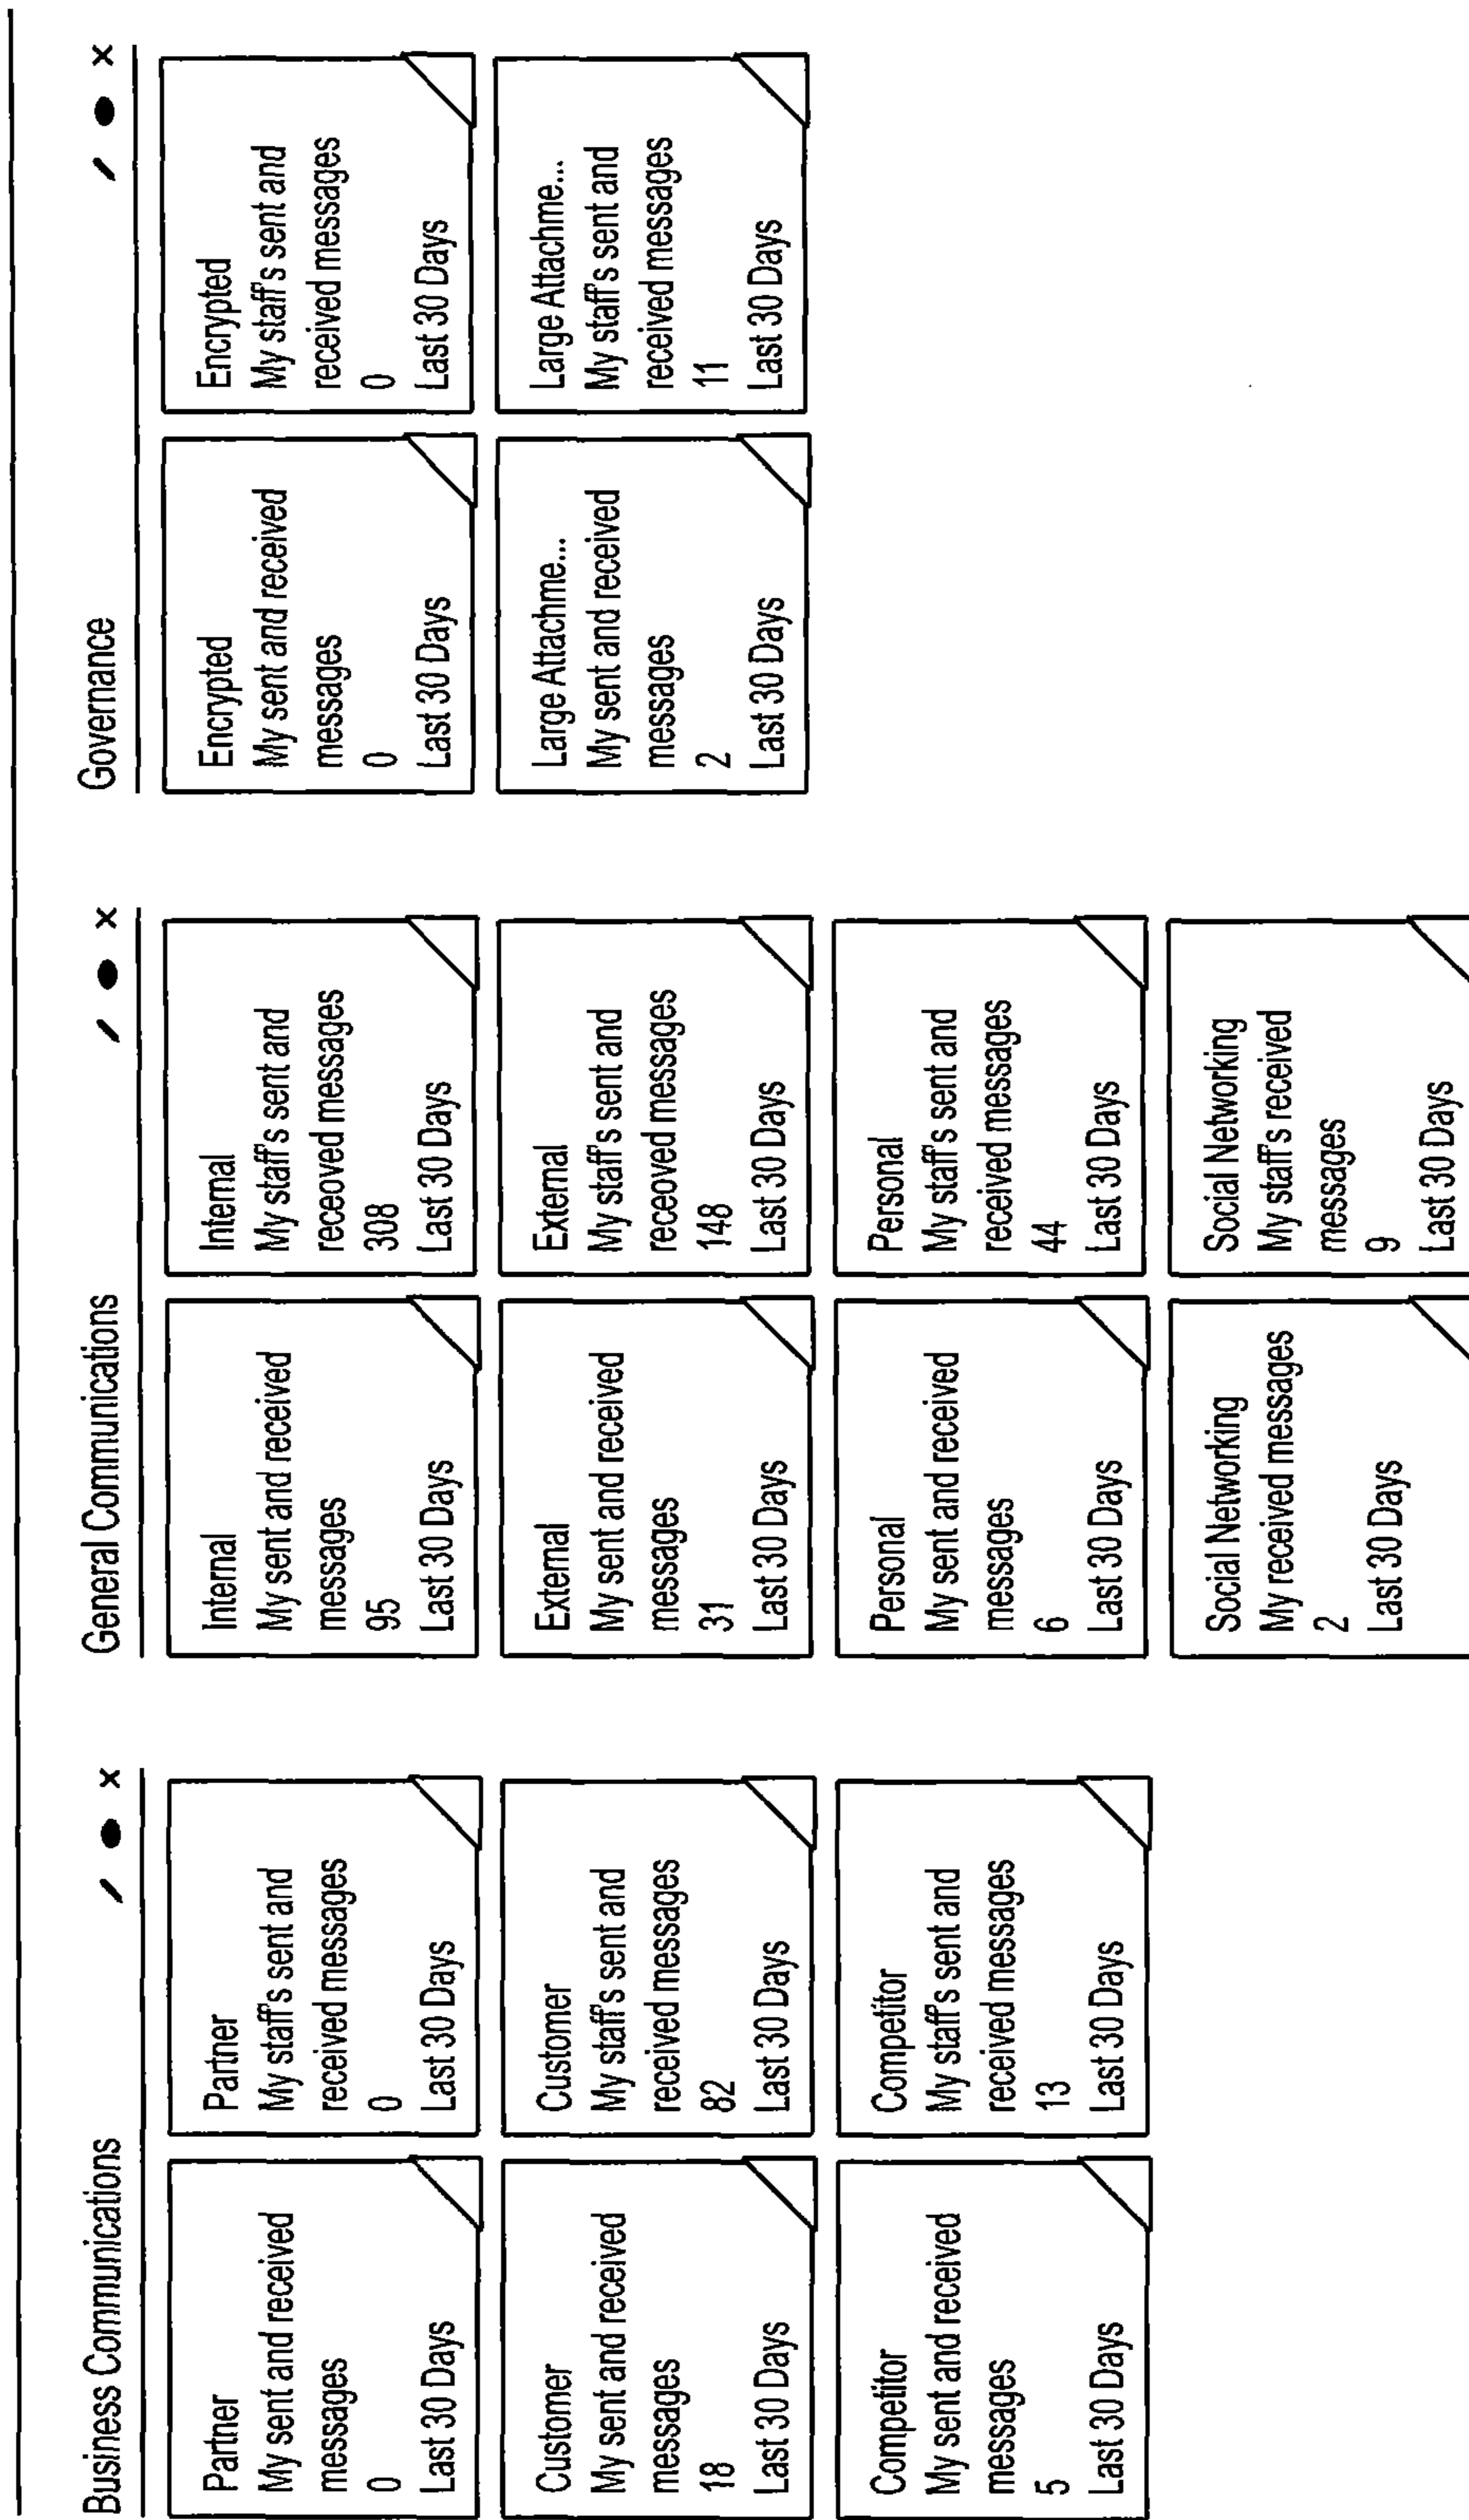 Business Communications
Partner
My sent and received
messages
0
Last 30 Days
Partner
My staff's sent and
received messages
0
Last 30 Days
Customer
My sent and received
messages
18
Last 30 Days
Customer
My staff's sent and
received messages
82
Last 30 Days
Competitor
My sent and received
messages
5
Last 30 Days
Competitor
My staff's sent and
received messages
13
Last 30 Days
General Communications
Internal
My sent and received
messages
95
Last 30 Days
Internal
My staff's sent and
receoved messages
308
Last 30 Days
External
My sent and received
messages
31
Last 30 Days
External
My staff's sent and
receoved messages
148
Last 30 Days
Personal
My sent and received
messages
6
Last 30 Days
Personal
My staff's sent and
received messages
44
Last 30 Days
Social Networking
My received messages
2
Last 30 Days
Social Networking
My staff's received
messages
9
Last 30 Days
Governance
Encrypted
My sent and received
messages
0
Last 30 Days
Encrypted
My staff's sent and
received messages
0
Last 30 Days
Large Attachme...
My sent and received
messages
2
Last 30 Days
Large Attachme...
My staff's sent and
received messages
11
Last 30 Days